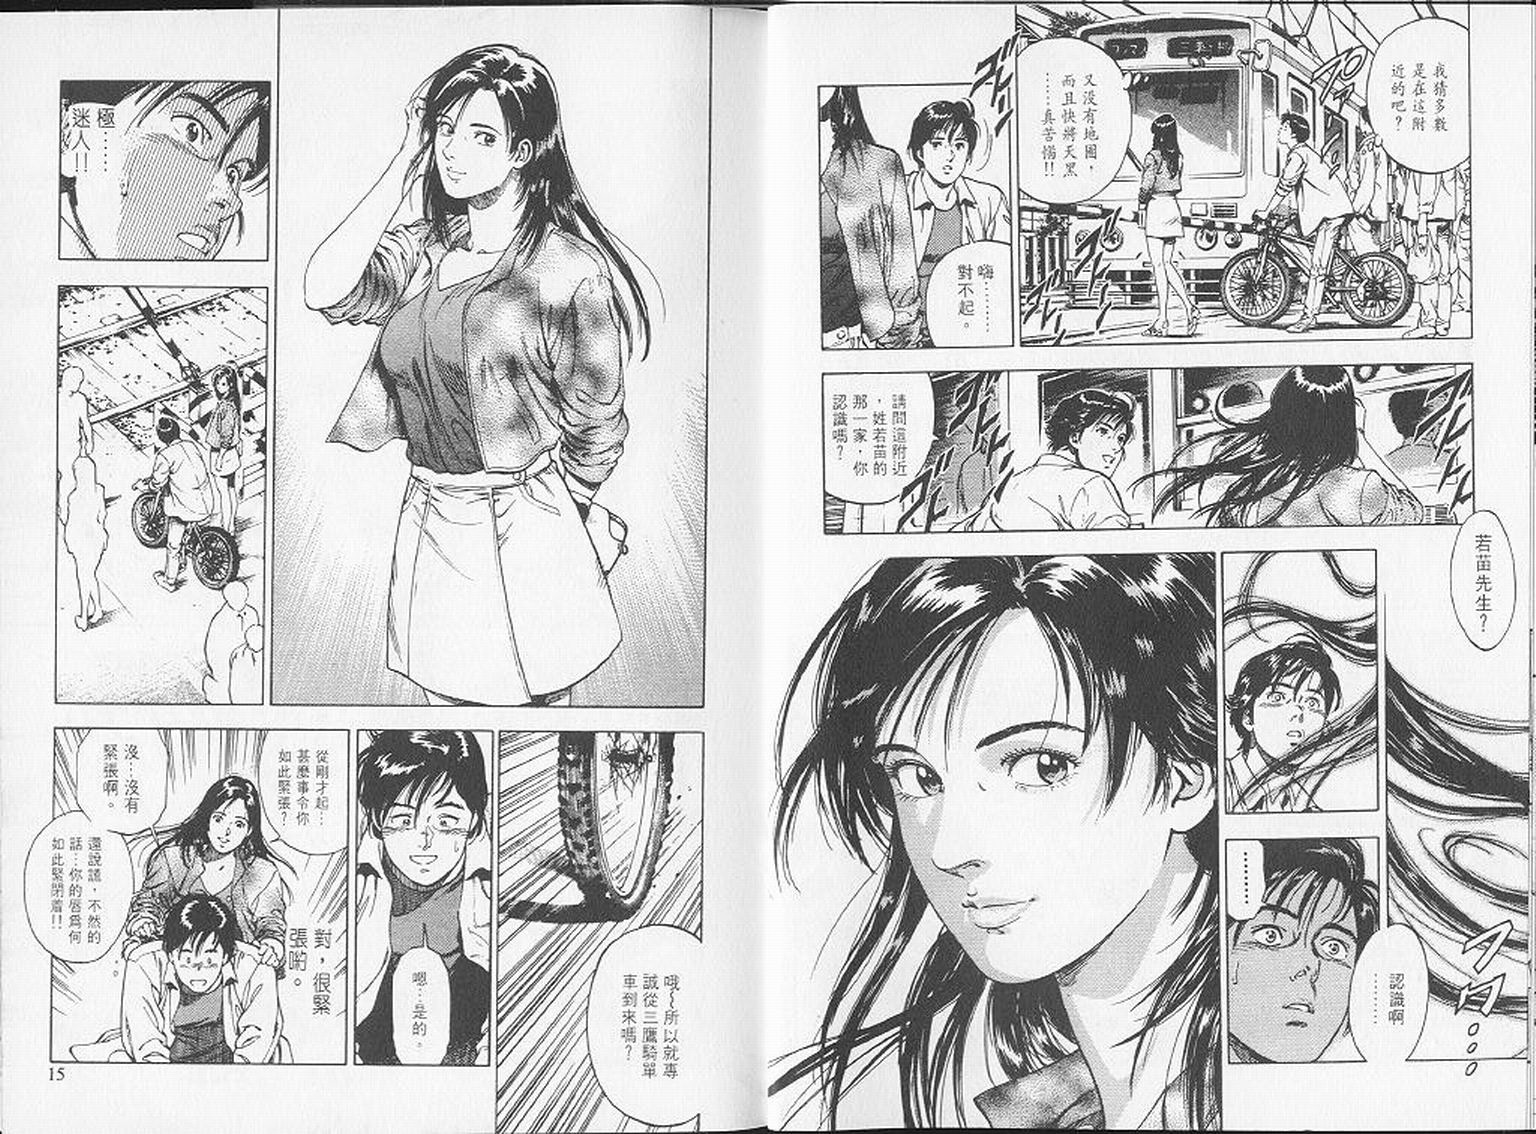 我猜多數
是在這附
近的吧?
又没有地圖,
而且快將天黑
……真苦惱!!
嗨………
對不起。
請問這附近
,姓若苗的
那一家,你
認識嗎?
若苗先生?
………
認識啊
………
極……
迷人!!
哦~所以就專
誠從三鷹騎單
車到來嗎?
嗯…是的。
從剛才起…
甚麼事令你
如此緊張?
沒…沒有
緊張啊。
還說謊,不然的
話…你的唇爲何
如此緊閉着!!
對,很緊
張喲。
15